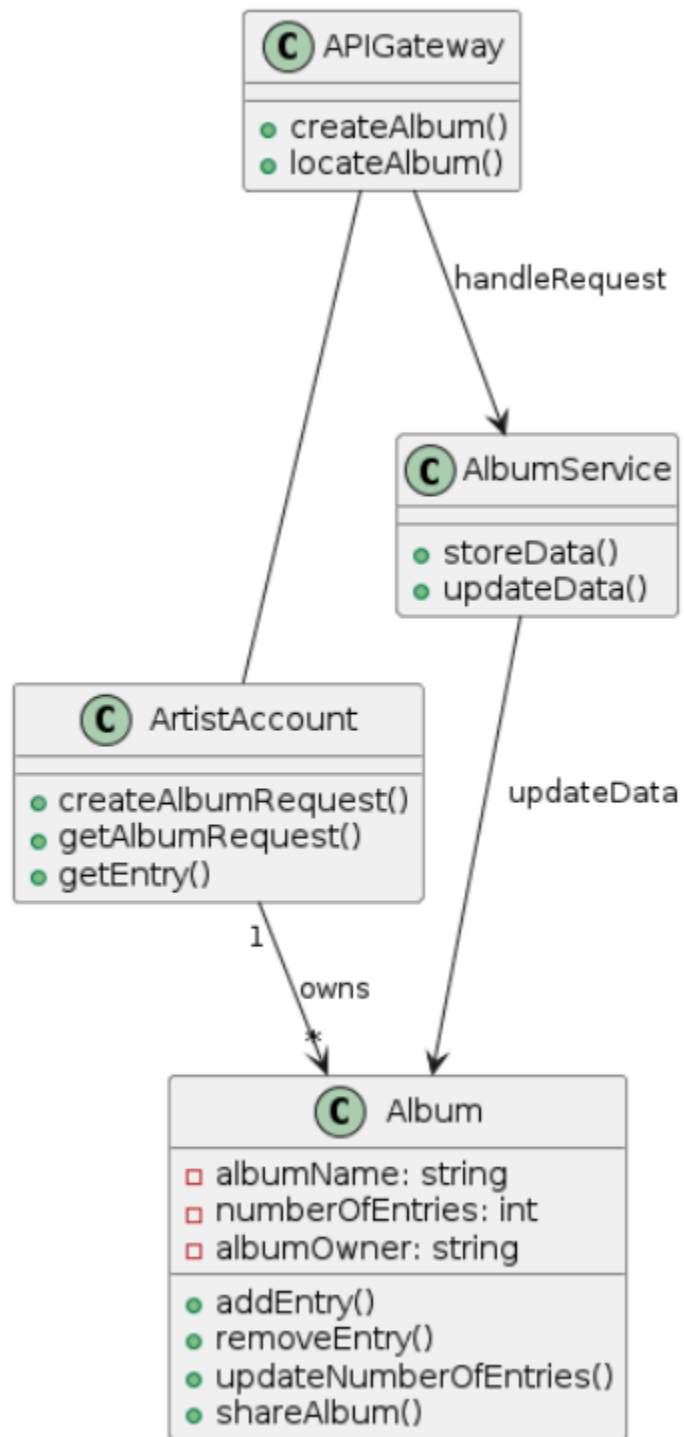 C APIGateway
createAlbum()
locateAlbum()
handleRequest
C AlbumService
storeData()
updateData()
C ArtistAccount
createAlbumRequest()
getAlbumRequest()
getEntry()
updateData
1
owns
*
C Album
albumName: string
numberOfEntries: int
albumOwner: string
addEntry()
removeEntry()
updateNumberOfEntries()
shareAlbum()